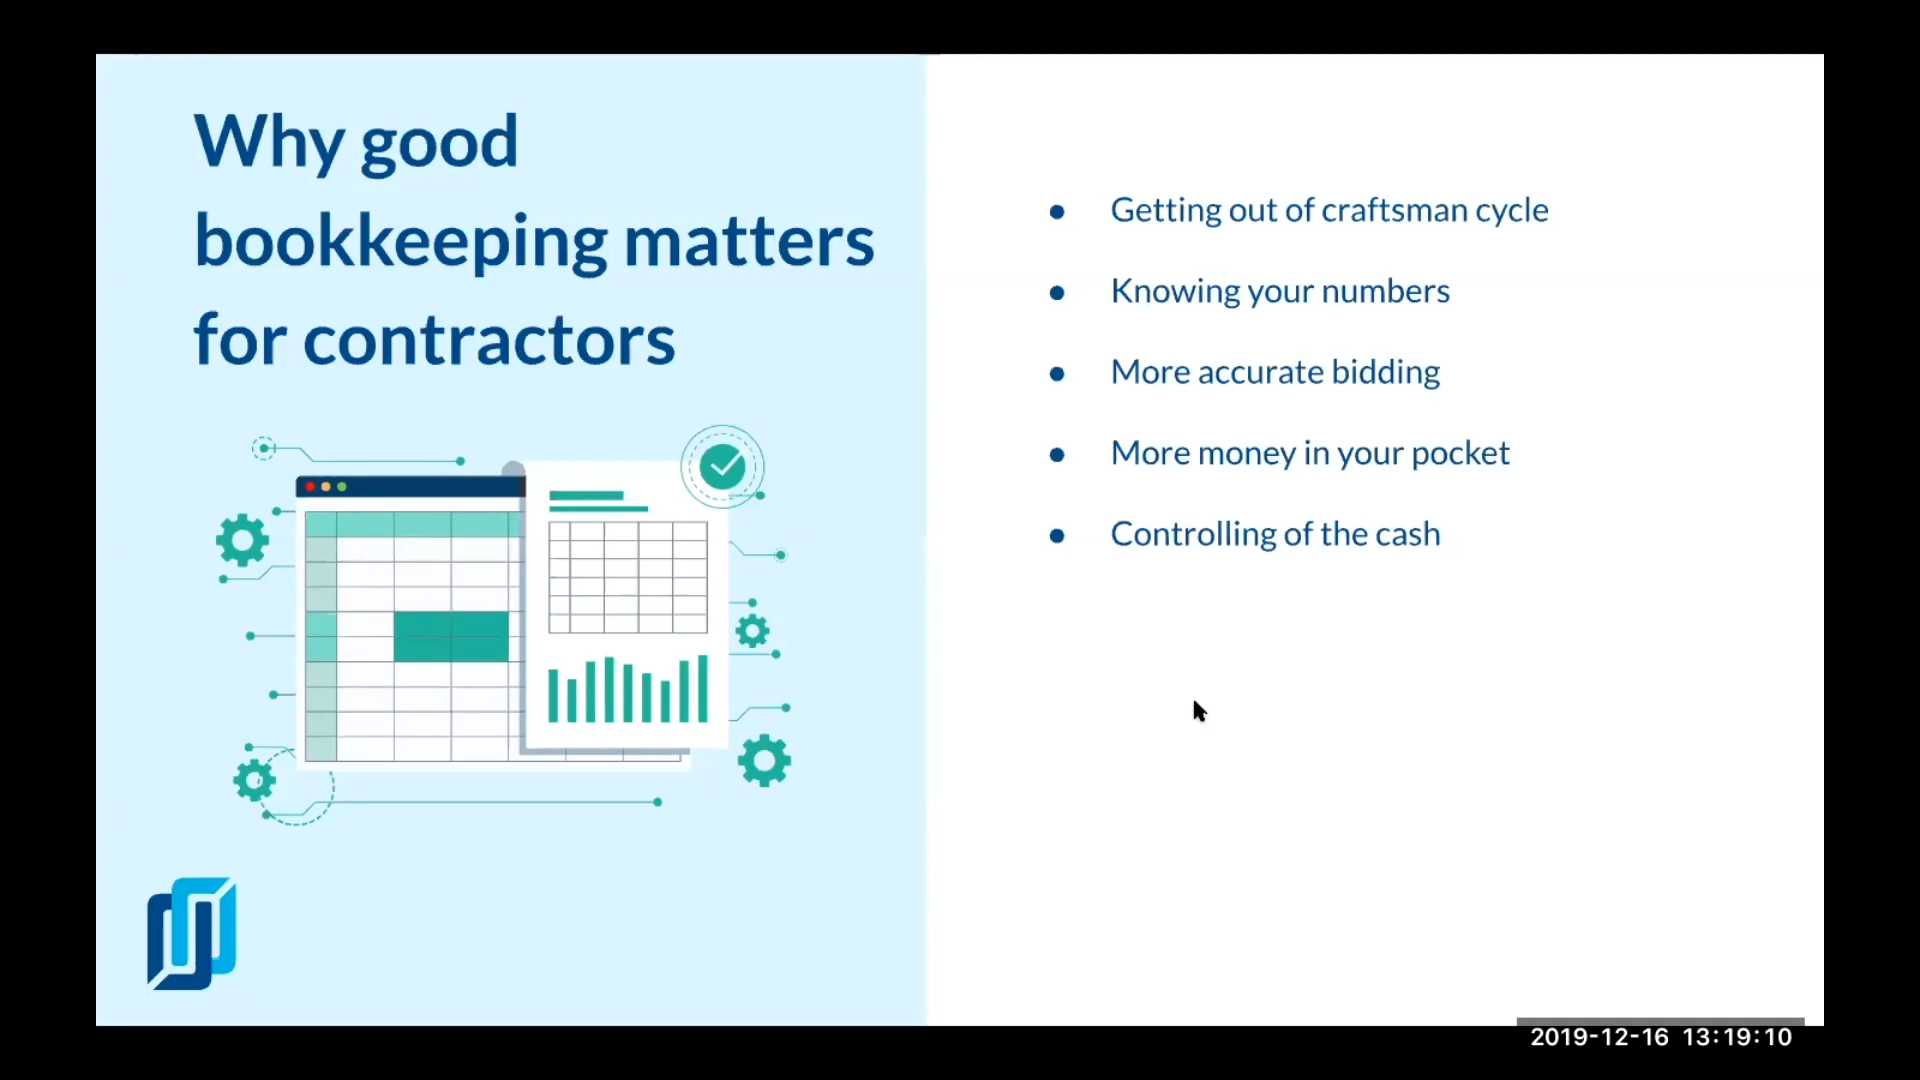 Why good
bookkeeping matters
for contractors
● Getting out of craftsman cycle
● Knowing your numbers
● More accurate bidding
● More money in your pocket
● Controlling of the cash
2019-12-16 13:19:10